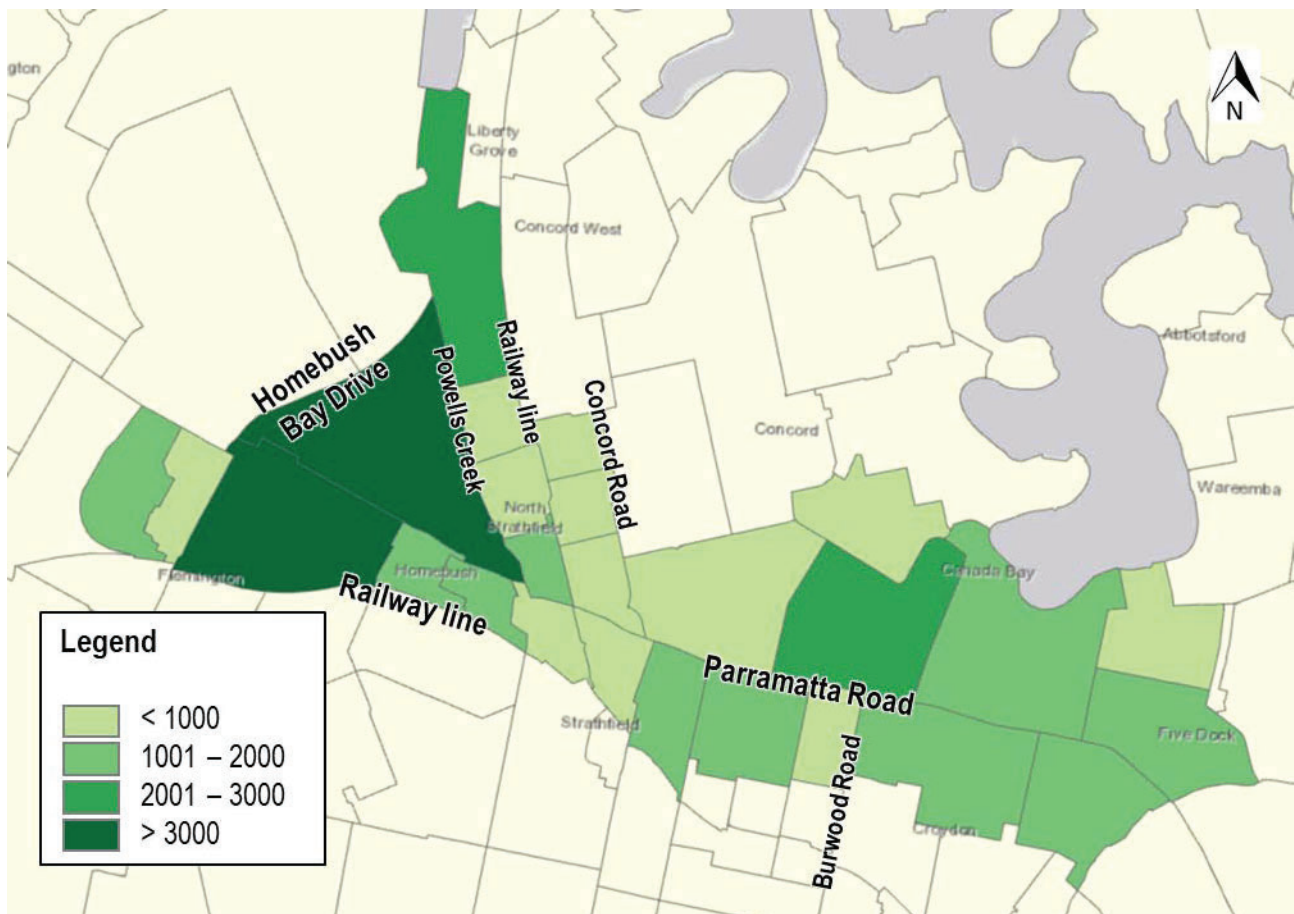 gton
N
Liberty
Grove
Concord West
Homebush
Bay Drive
Railway line
Powells Creek
Concord Road
Abbotsford
Concord
Wareemba
North
Strathfield
Flemington
Homebush
Canada Bay
Railway line
Parramatta Road
Strathfield
Five Dock
Burwood Road
Croydon
Legend
< 1000
1001 – 2000
2001 – 3000
> 3000